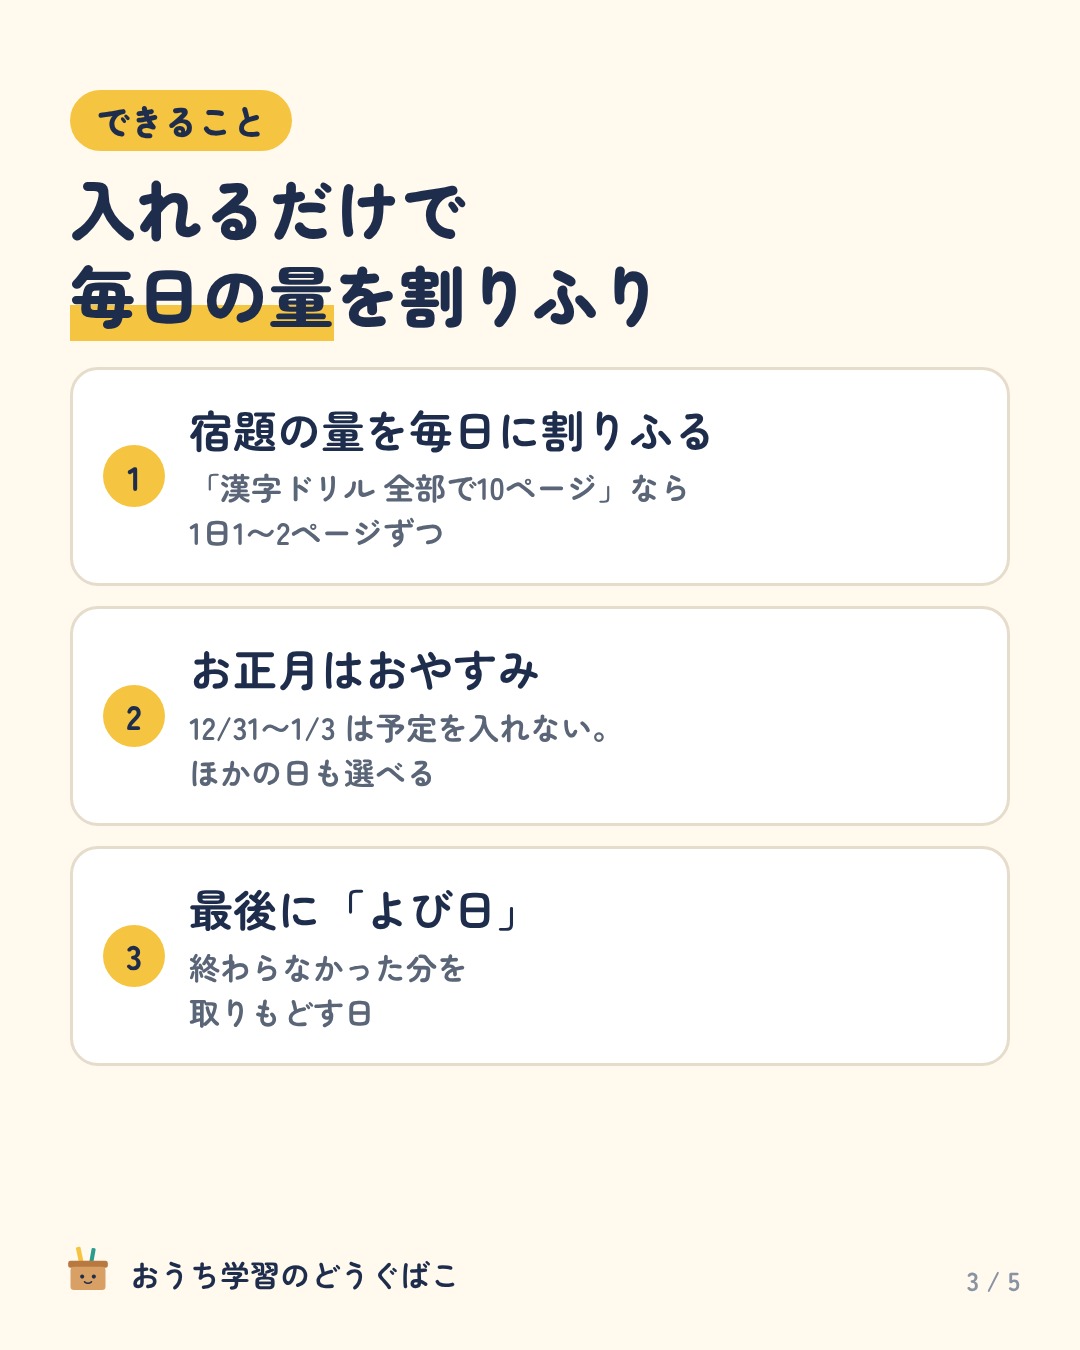 できること
入れるだけで
毎日の量を割りふり
1
宿題の量を毎日に割りふる
「漢字ドリル 全部で10ページ」なら
1日1〜2ページずつ
2
お正月はおやすみ
12/31〜1/3 は予定を入れない。
ほかの日も選べる
3
最後に「よび日」
終わらなかった分を
取りもどす日
おうち学習のどうぐばこ
3 / 5